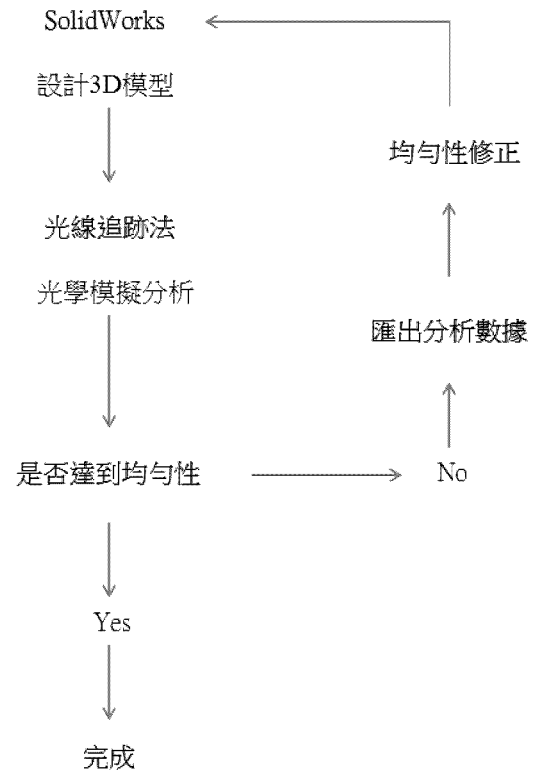 SolidWorks
設計3D模型
均勻性修正
光線追跡法
光學模擬分析
匯出分析數據
是否達到均勻性
No
Yes
完成